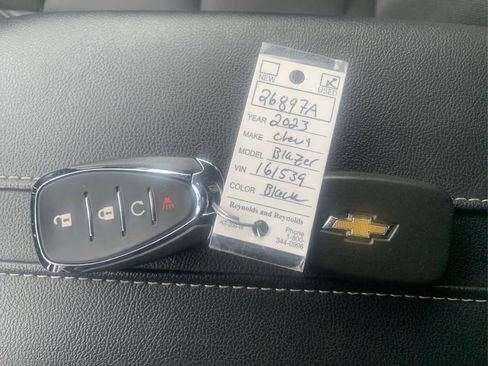 NEW
USED
26897A
YEAR 2023
MAKE Chevy
MODEL Blazer
VIN 161539
COLOR Black
Reynolds and Reynolds
Phone
1-800-
344-0996